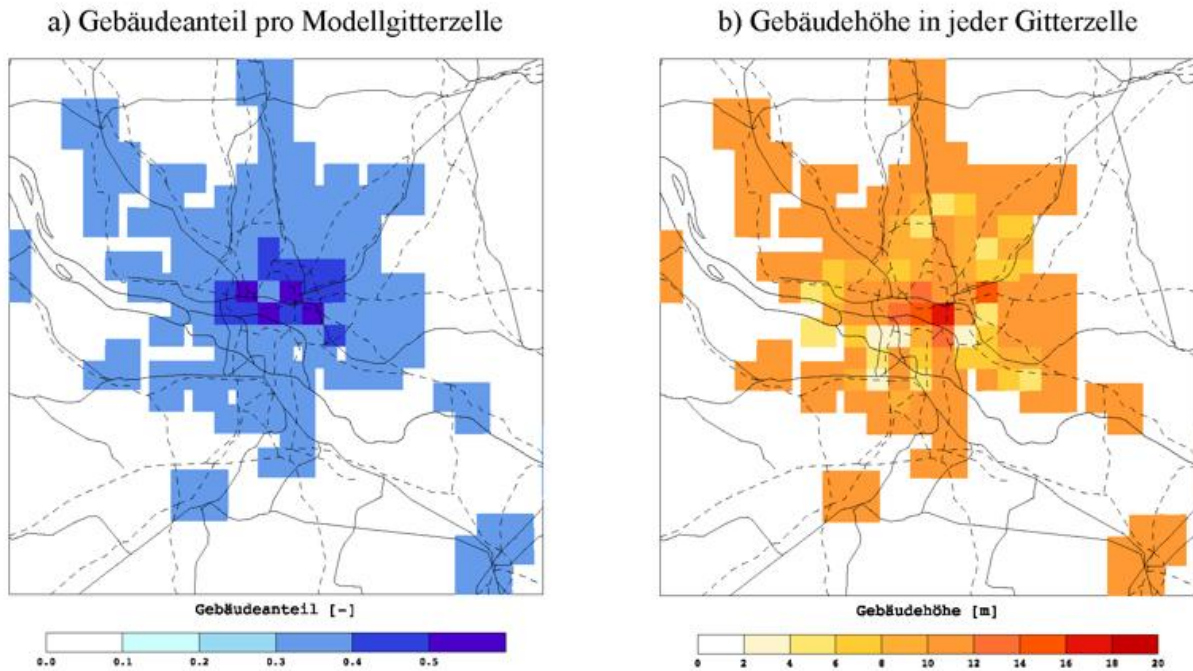 a) Gebäudeanteil pro Modellgitterzelle
b) Gebäudehöhe in jeder Gitterzelle
Gebäudeanteil [-]
0.0 0.1 0.2 0.3 0.4 0.5
Gebäudehöhe [m]
0 2 4 6 8 10 12 14 16 18 20